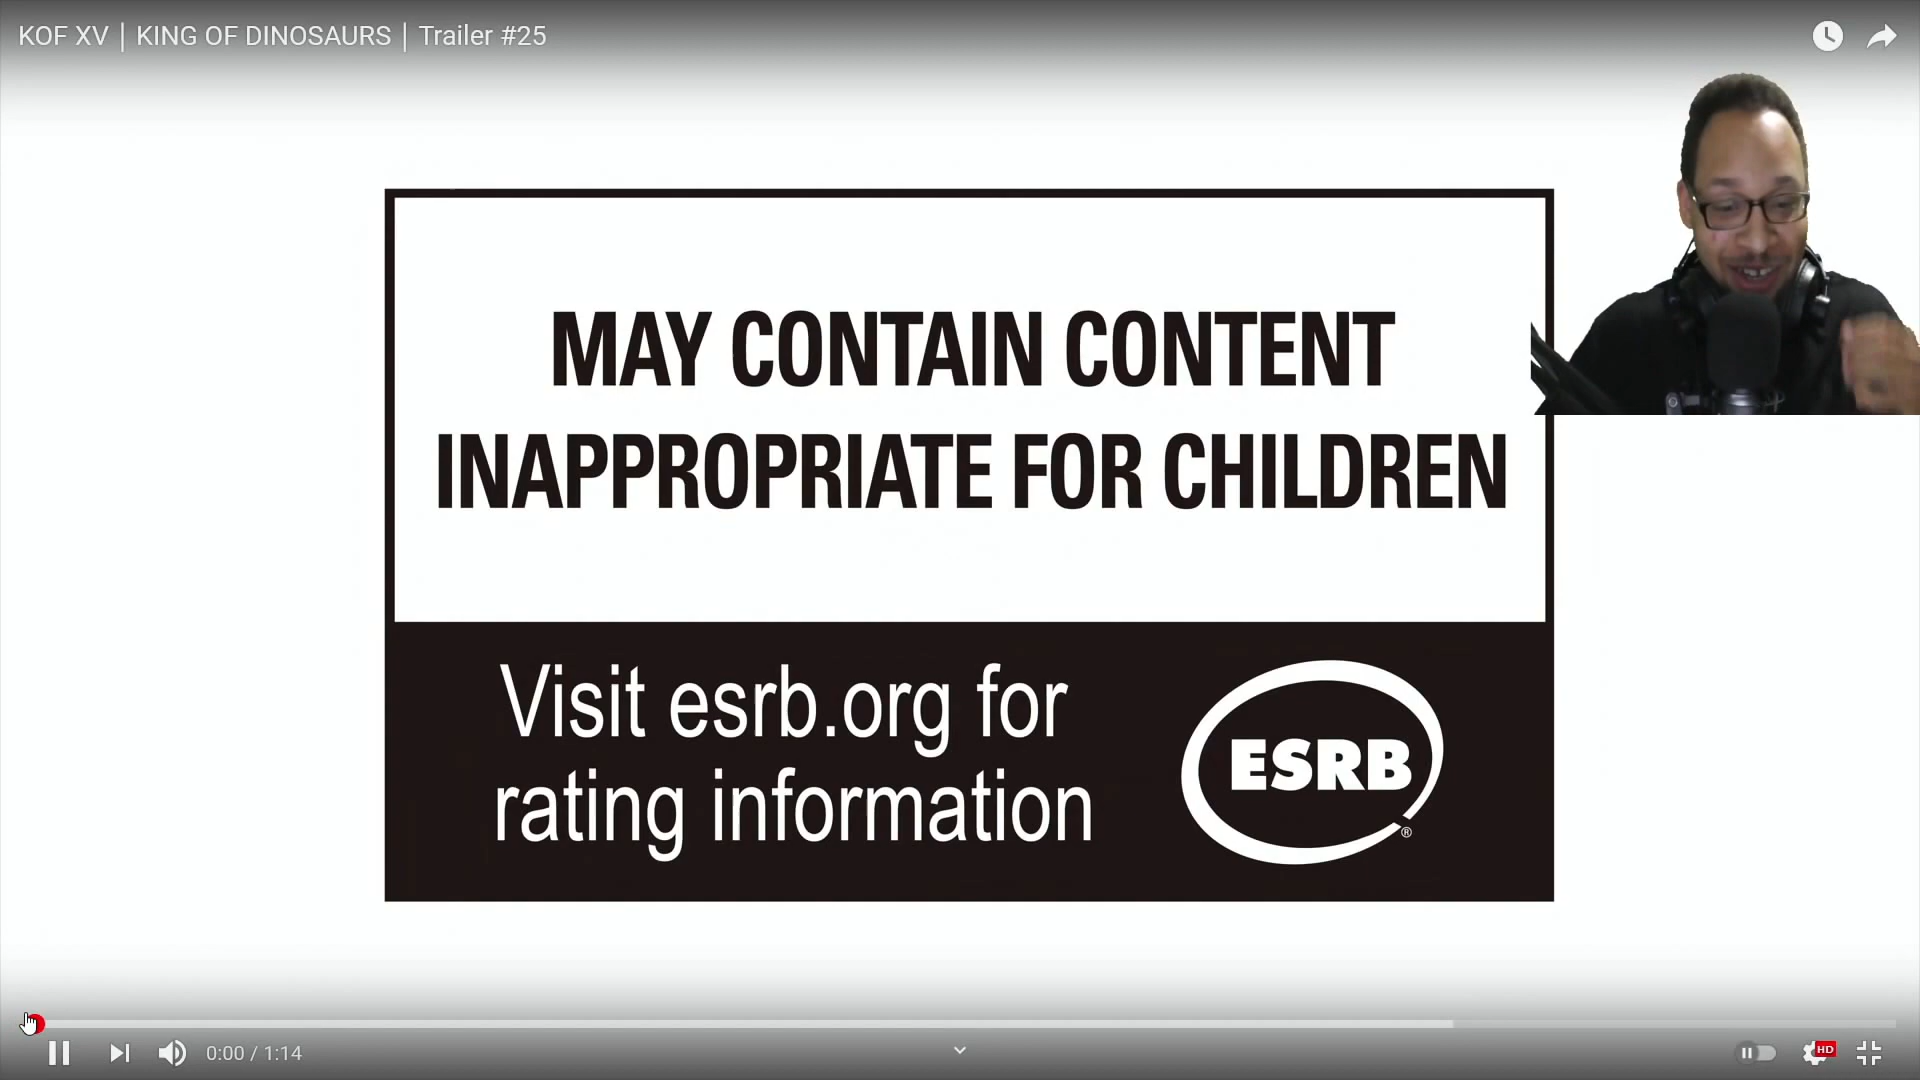 KOF XV | KING OF DINOSAURS | Trailer #25
MAY CONTAIN CONTENT
INAPPROPRIATE FOR CHILDREN
Visit esrb.org for
rating information
ESRB
®
0:00 / 1:14
HD